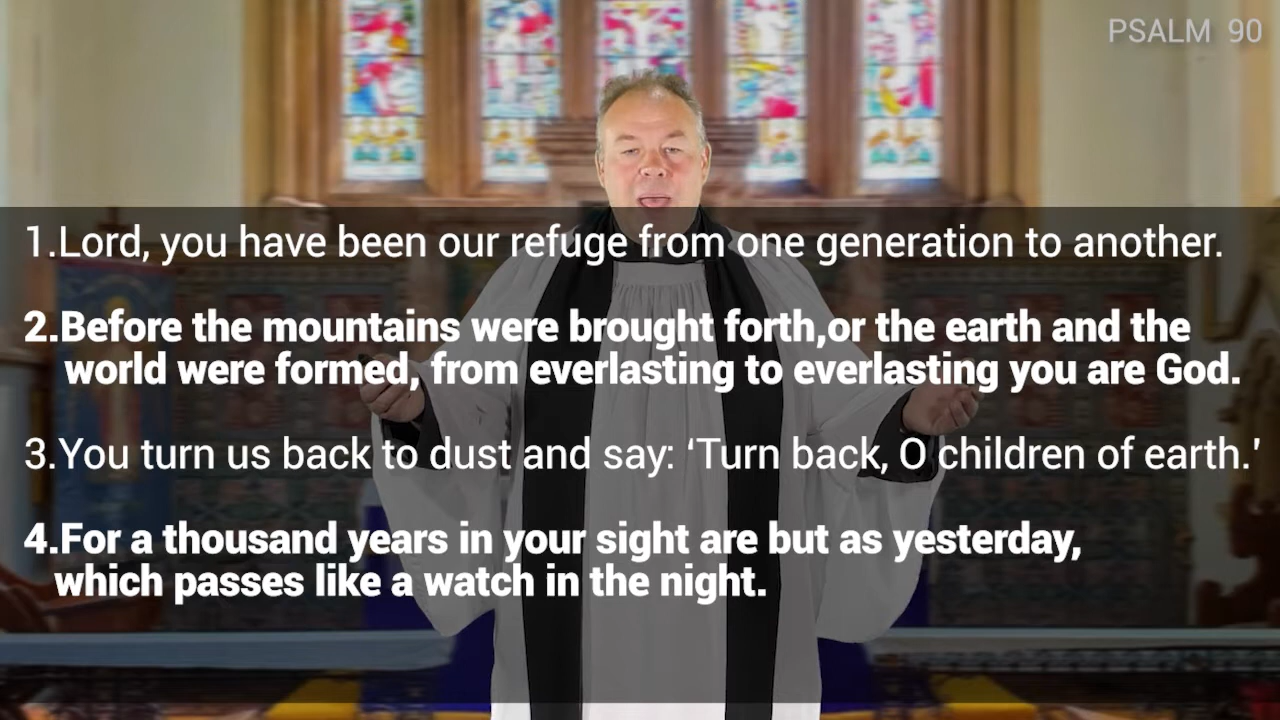 PSALM 90
1.Lord, you have been our refuge from one generation to another.
2.Before the mountains were brought forth,or the earth and the
world were formed, from everlasting to everlasting you are God.
3.You turn us back to dust and say: ‘Turn back, O children of earth.’
4.For a thousand years in your sight are but as yesterday,
which passes like a watch in the night.